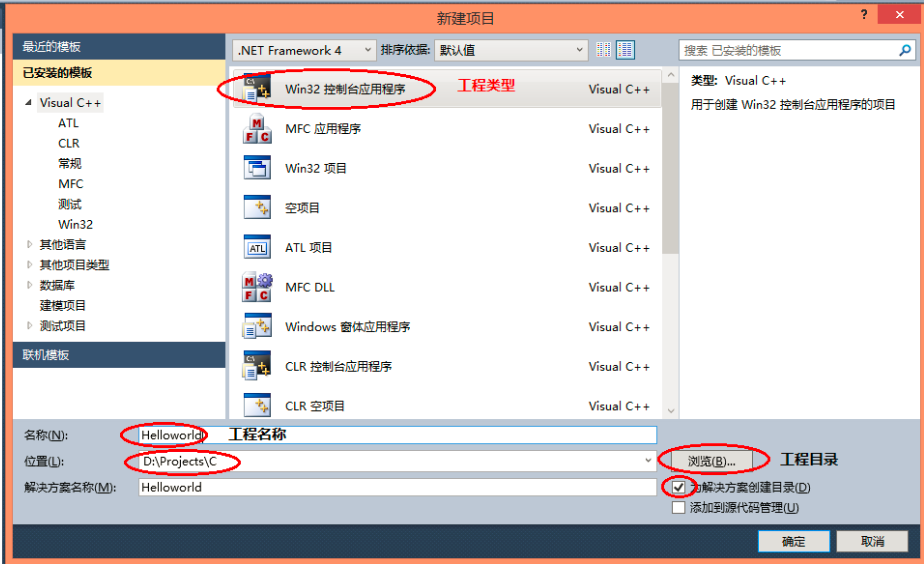 新建项目
?
最近的模板
.NET Framework 4
排序依据:
默认值
搜索 已安装的模板
已安装的模板
Visual C++
ATL
CLR
常规
MFC
测试
Win32
其他语言
其他项目类型
数据库
建模项目
测试项目
联机模板
Win32 控制台应用程序
工程类型
Visual C++
MFC 应用程序
Visual C++
Win32 项目
Visual C++
空项目
Visual C++
ATL
ATL 项目
Visual C++
MFC DLL
Visual C++
Windows 窗体应用程序
Visual C++
CLR 控制台应用程序
Visual C++
CLR 空项目
Visual C++
类型: Visual C++
用于创建 Win32 控制台应用程序的项目
名称(N):
Helloworld
工程名称
位置(L):
D:\Projects\C
浏览(B)...
工程目录
解决方案名称(M):
Helloworld
为解决方案创建目录(D)
添加到源代码管理(U)
确定
取消